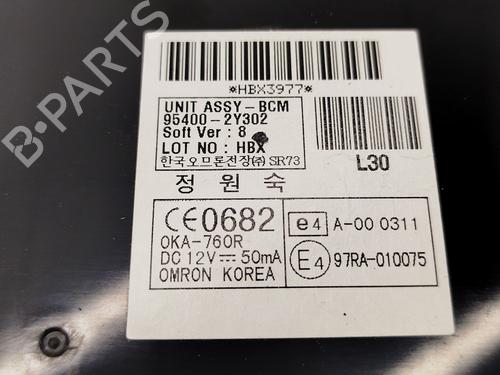 *HBX3977*
UNIT ASSY-BCM
95400-2Y302
Soft Ver : 8
LOT NO : HBX
한국오므론전장㈜ SR73
L30
정 원 숙
CE0682
OKA-760R
DC 12V ⎓ 50mA
OMRON KOREA
e4 A-00 0311
E4 97RA-010075
B-PARTS